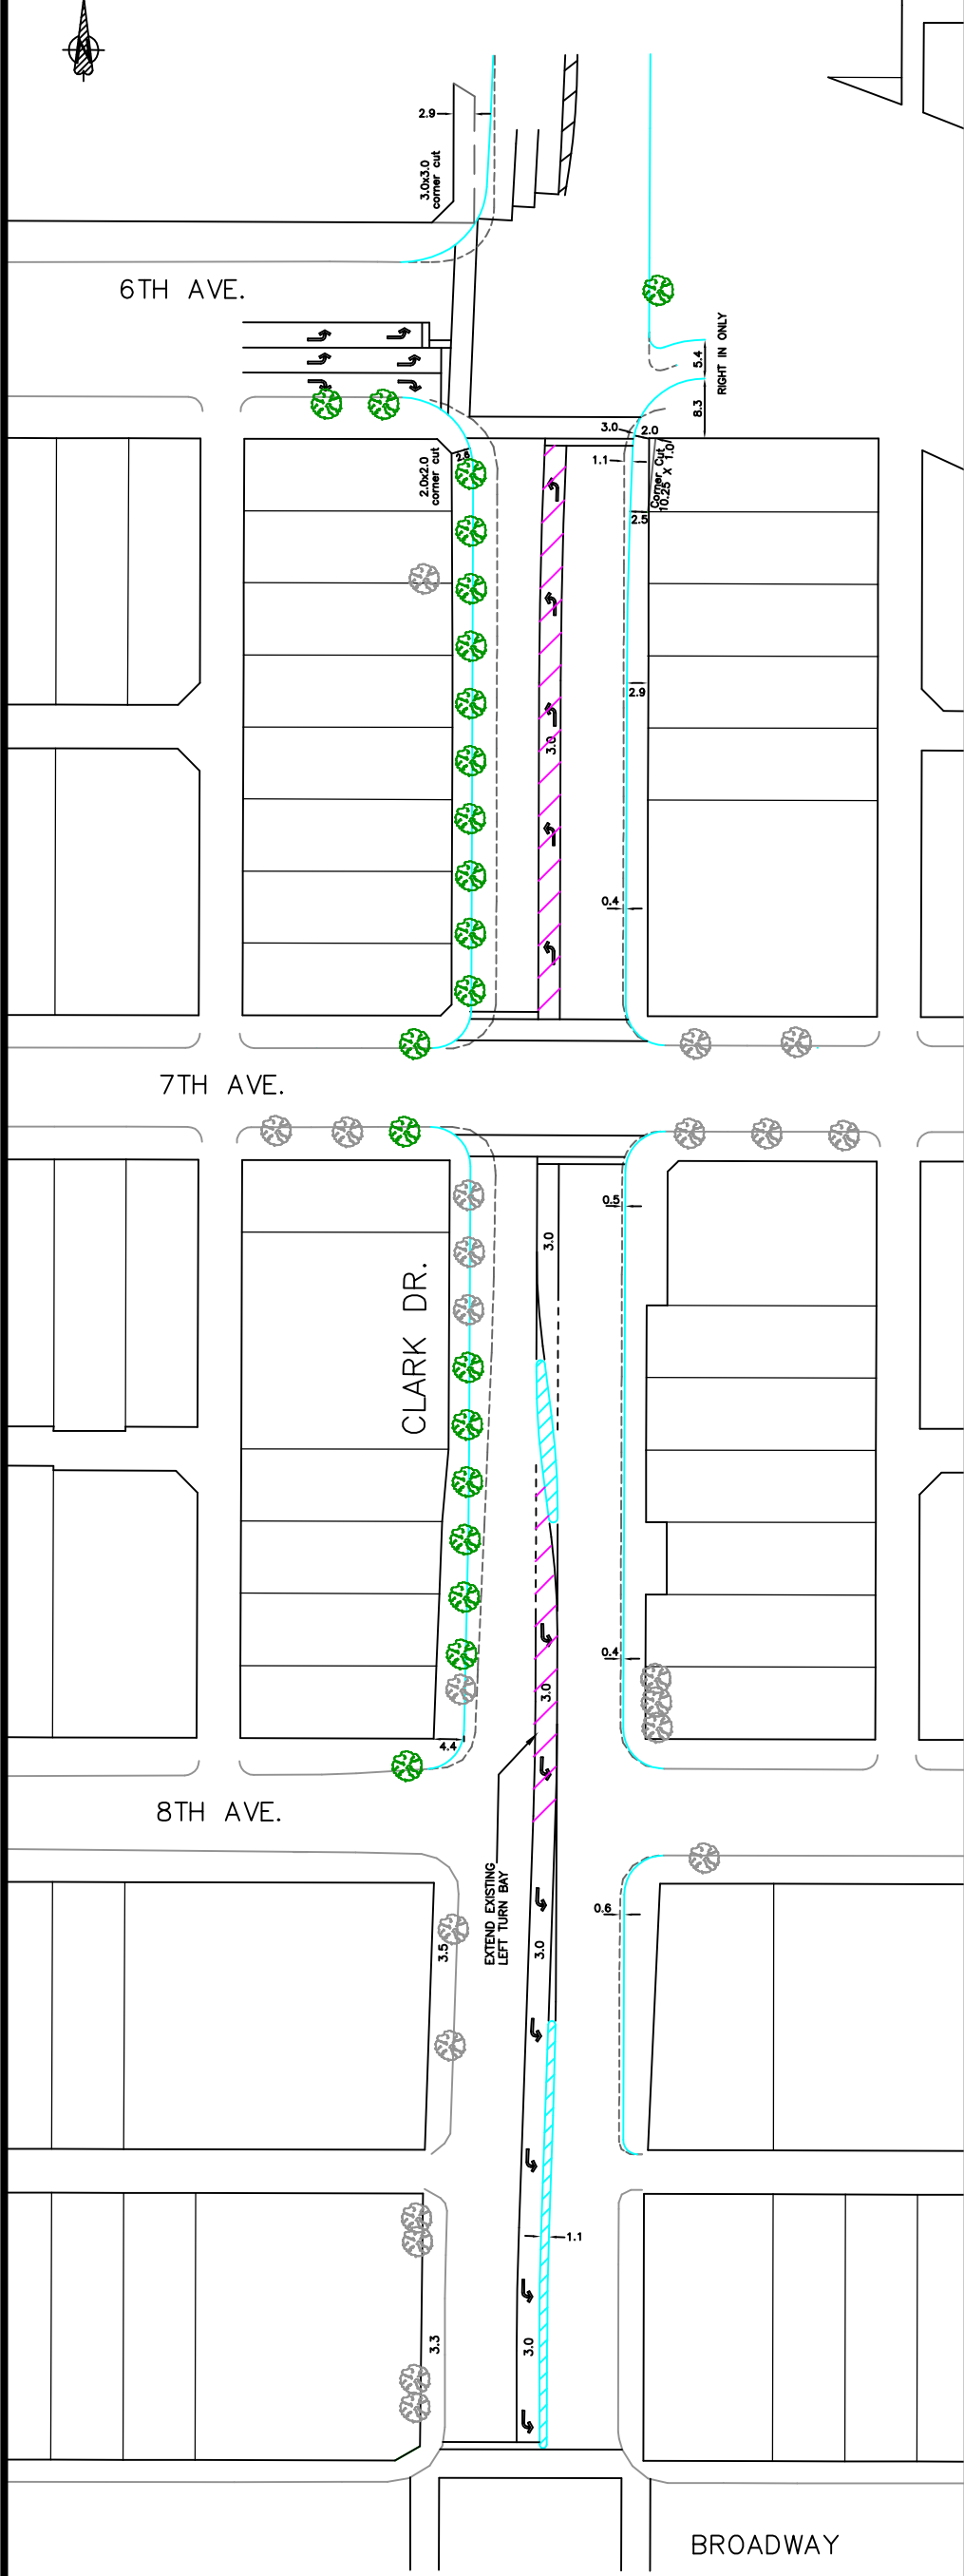 2.9
3.0x3.0
corner cut
6TH AVE.
5.4
RIGHT IN ONLY
8.3
3.0
2.0
2.6
2.0x2.0
corner cut
1.1
Corner Cut
10.25 X 1.0
2.5
2.9
3.0
0.4
7TH AVE.
0.5
3.0
CLARK DR.
0.4
3.0
4.4
8TH AVE.
EXTEND EXISTING
LEFT TURN BAY
0.6
3.5
3.0
1.1
3.3
3.0
BROADWAY